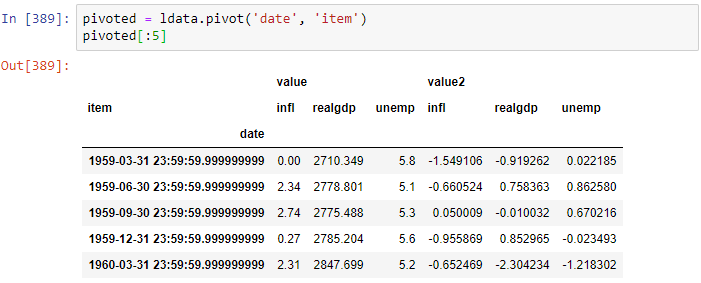 In [389]: pivoted = ldata.pivot('date', 'item')
pivoted[:5]
Out[389]:
value value2
item infl realgdp unemp infl realgdp unemp
date
1959-03-31 23:59:59.999999999 0.00 2710.349 5.8 -1.549106 -0.919262 0.022185
1959-06-30 23:59:59.999999999 2.34 2778.801 5.1 -0.660524 0.758363 0.862580
1959-09-30 23:59:59.999999999 2.74 2775.488 5.3 0.050009 -0.010032 0.670216
1959-12-31 23:59:59.999999999 0.27 2785.204 5.6 -0.955869 0.852965 -0.023493
1960-03-31 23:59:59.999999999 2.31 2847.699 5.2 -0.652469 -2.304234 -1.218302